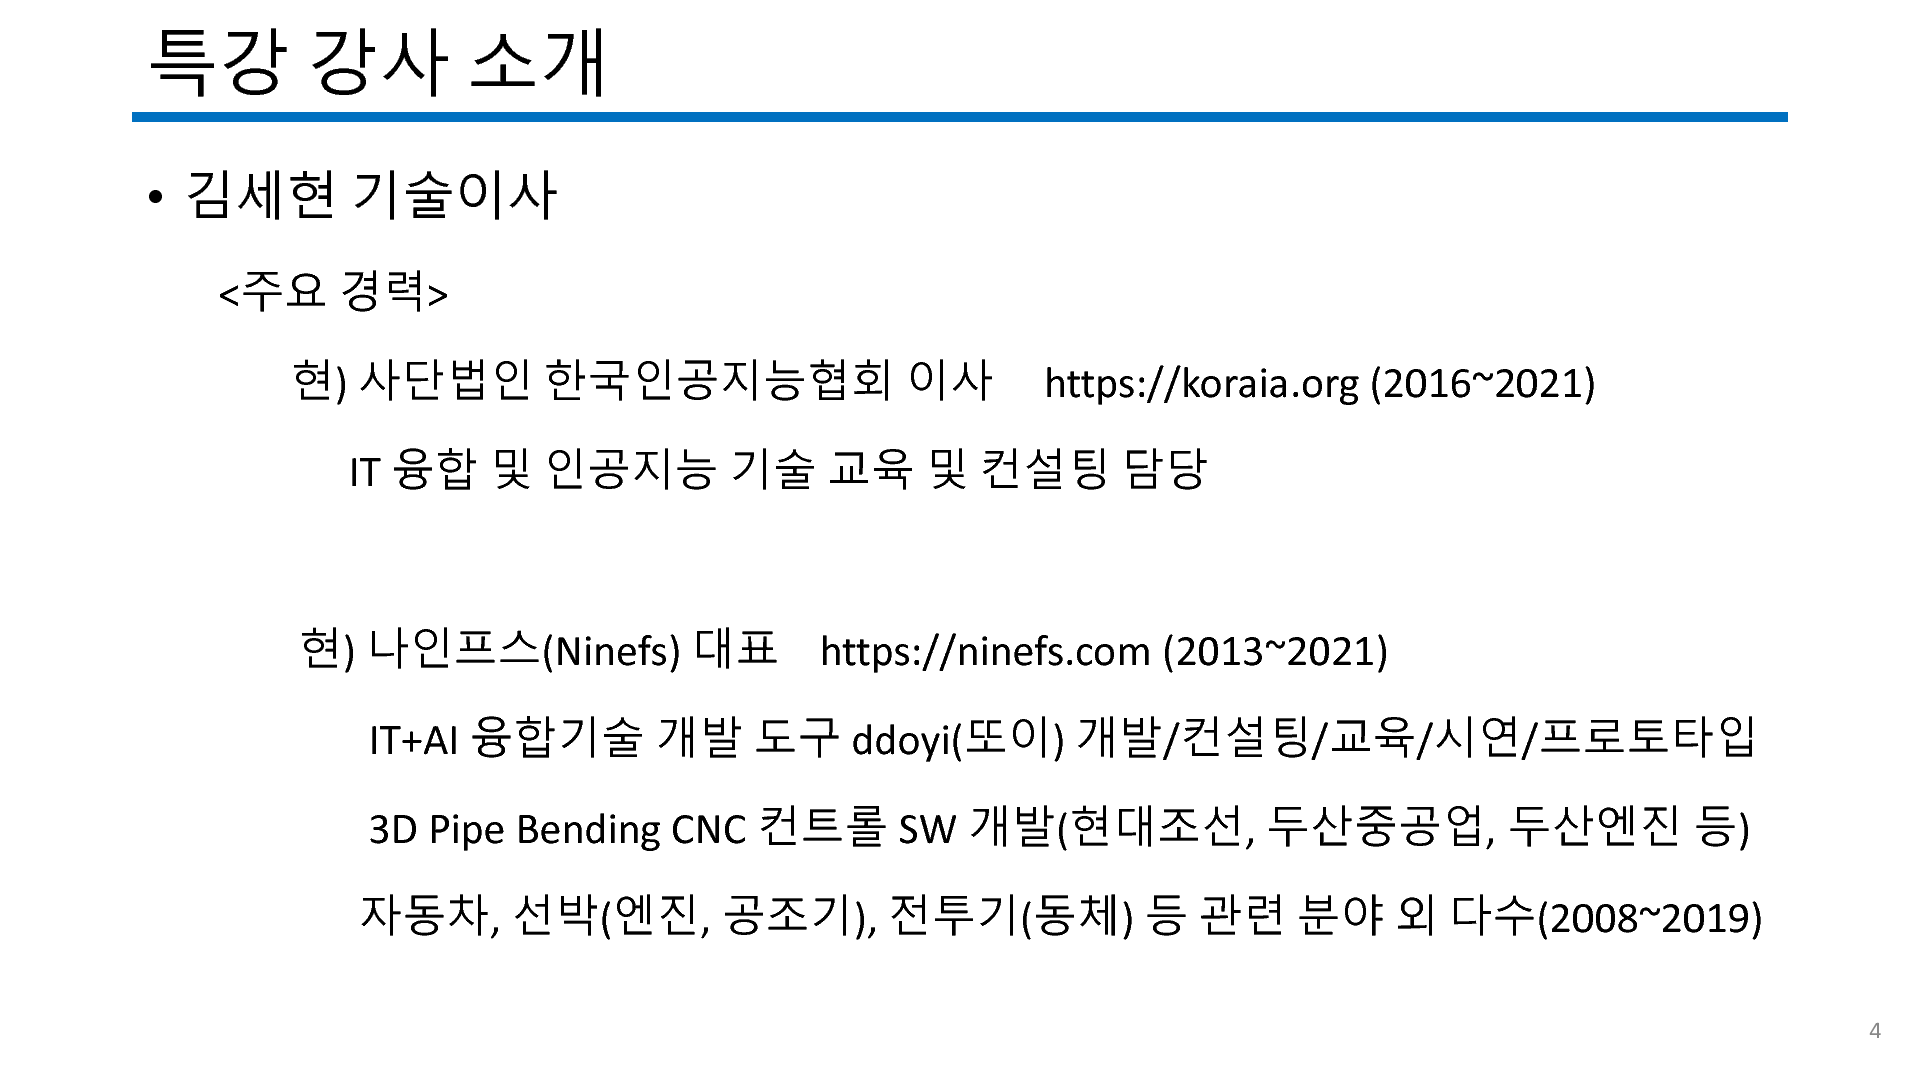 특강 강사 소개
• 김세현 기술이사
<주요 경력>
현) 사단법인 한국인공지능협회 이사 https://koraia.org (2016~2021)
IT 융합 및 인공지능 기술 교육 및 컨설팅 담당
현) 나인프스(Ninefs) 대표 https://ninefs.com (2013~2021)
IT+AI 융합기술 개발 도구 ddoyi(또이) 개발/컨설팅/교육/시연/프로토타입
3D Pipe Bending CNC 컨트롤 SW 개발(현대조선, 두산중공업, 두산엔진 등)
자동차, 선박(엔진, 공조기), 전투기(동체) 등 관련 분야 외 다수(2008~2019)
4